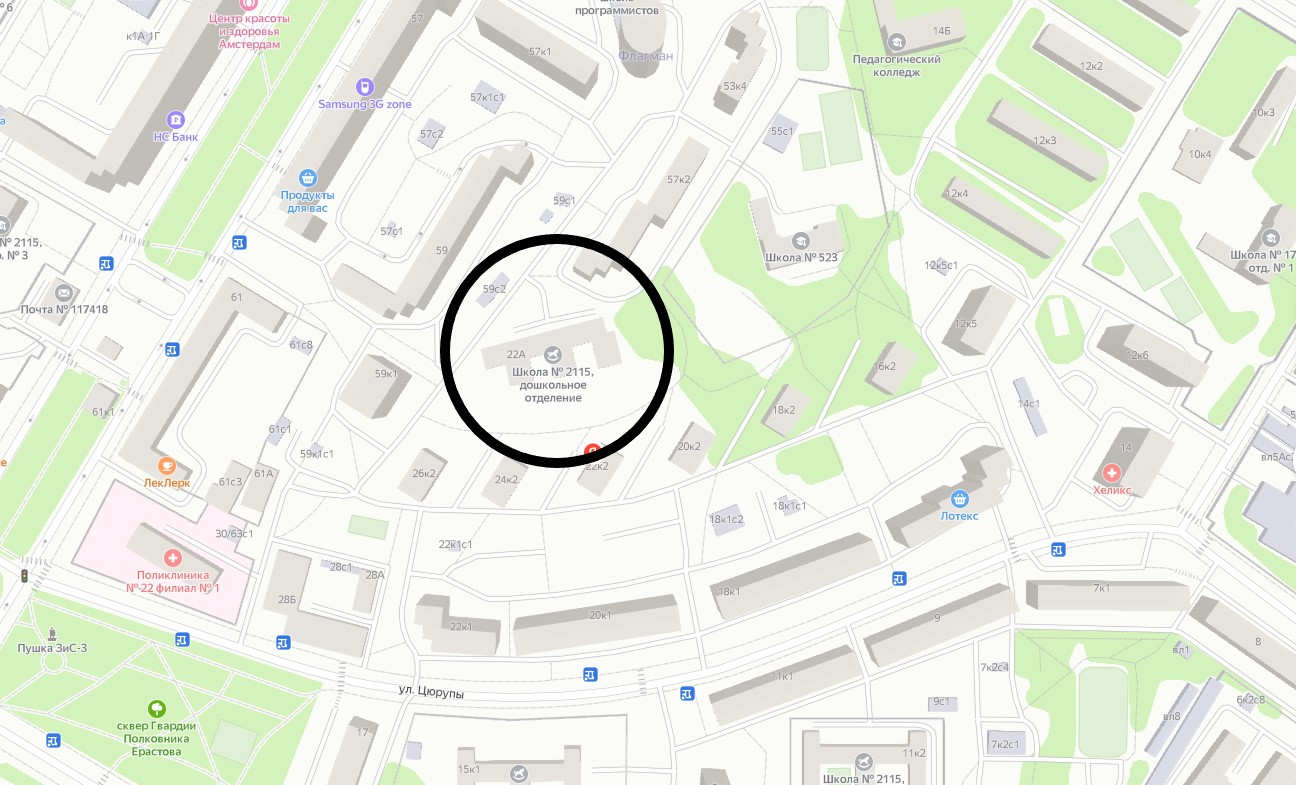 № 6
Центр красоты
и здоровья
Амстердам
57
к1А 1Г
программистов
57к1
Флагман
14Б
Педагогический
колледж
12к2
53к4
Samsung 3G zone
57к1с1
НС Банк
57с2
55с1
12к3
10к3
10к4
57к2
Продукты
для вас
59с1
12к4
57с1
59
Школа № 523
№ 2115,
№ 3
Школа № 17
отд. № 1
12к5с1
Почта № 117418
61
59с2
61с8
12к5
12к6
22А
Школа № 2115,
дошкольное
отделение
59к1
16к2
61к1
18к2
14с1
61с1
59к1с1
26к2
24к2
22к2
20к2
14
вл5Ас
ЛекЛерк
61с3
61А
Хеликс
Лотекс
18к1с2
18к1с1
30/63с1
22к1с1
Поликлиника
№ 22 филиал № 1
28с1
28А
28Б
18к1
7к1
22к1
20к1
9
8
Пушка ЗиС-3
вл1
ул. Цюрупы
11к1
7к2с4
9с1
6к2с8
сквер Гвардии
Полковника
Ерастова
вл8
17
7к2с1
15к1
11к2
Школа № 2115,